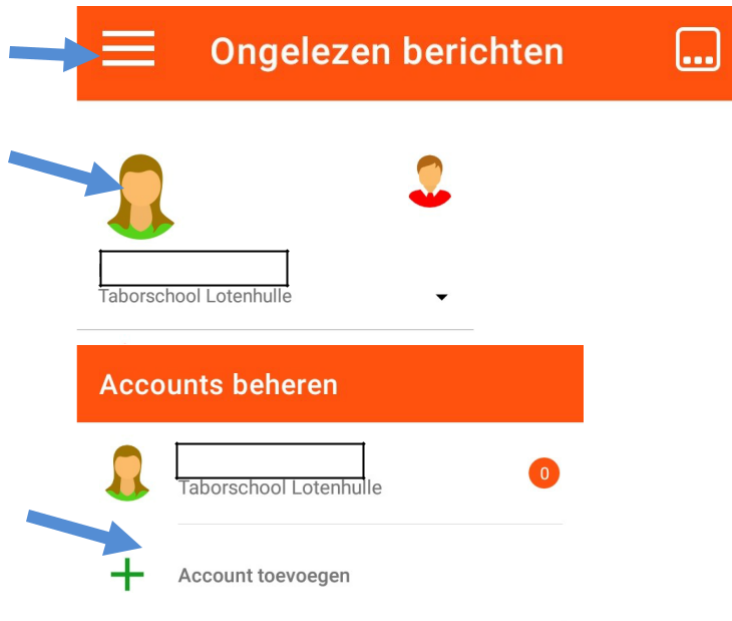 Ongelezen berichten
Taborschool Lotenhulle
Accounts beheren
Taborschool Lotenhulle
0
Account toevoegen